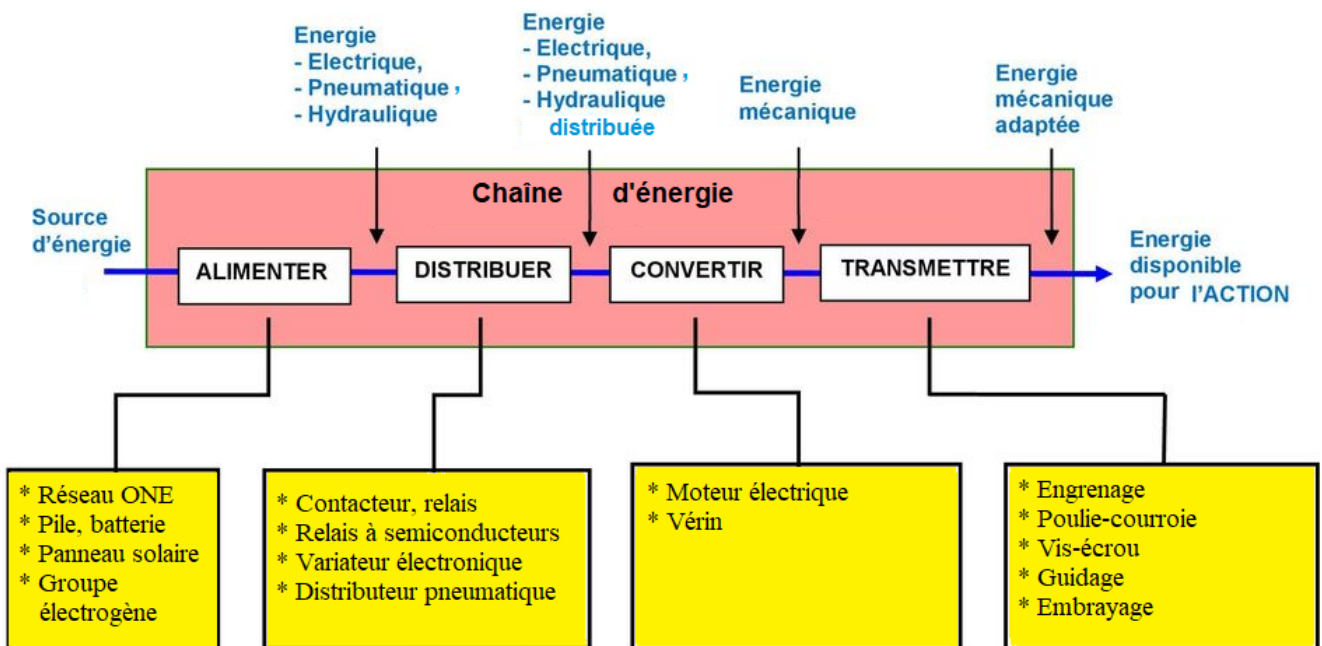 Energie
- Electrique,
- Pneumatique,
- Hydraulique
Energie
- Electrique,
- Pneumatique,
- Hydraulique
distribuée
Energie
mécanique
Energie
mécanique
adaptée
Chaîne d'énergie
Source
d'énergie
ALIMENTER
DISTRIBUER
CONVERTIR
TRANSMETTRE
Energie
disponible
pour l'ACTION
* Réseau ONE
* Pile, batterie
* Panneau solaire
* Groupe
électrogène
* Contacteur, relais
* Relais à semiconducteurs
* Variateur électronique
* Distributeur pneumatique
* Moteur électrique
* Vérin
* Engrenage
* Poulie-courroie
* Vis-écrou
* Guidage
* Embrayage